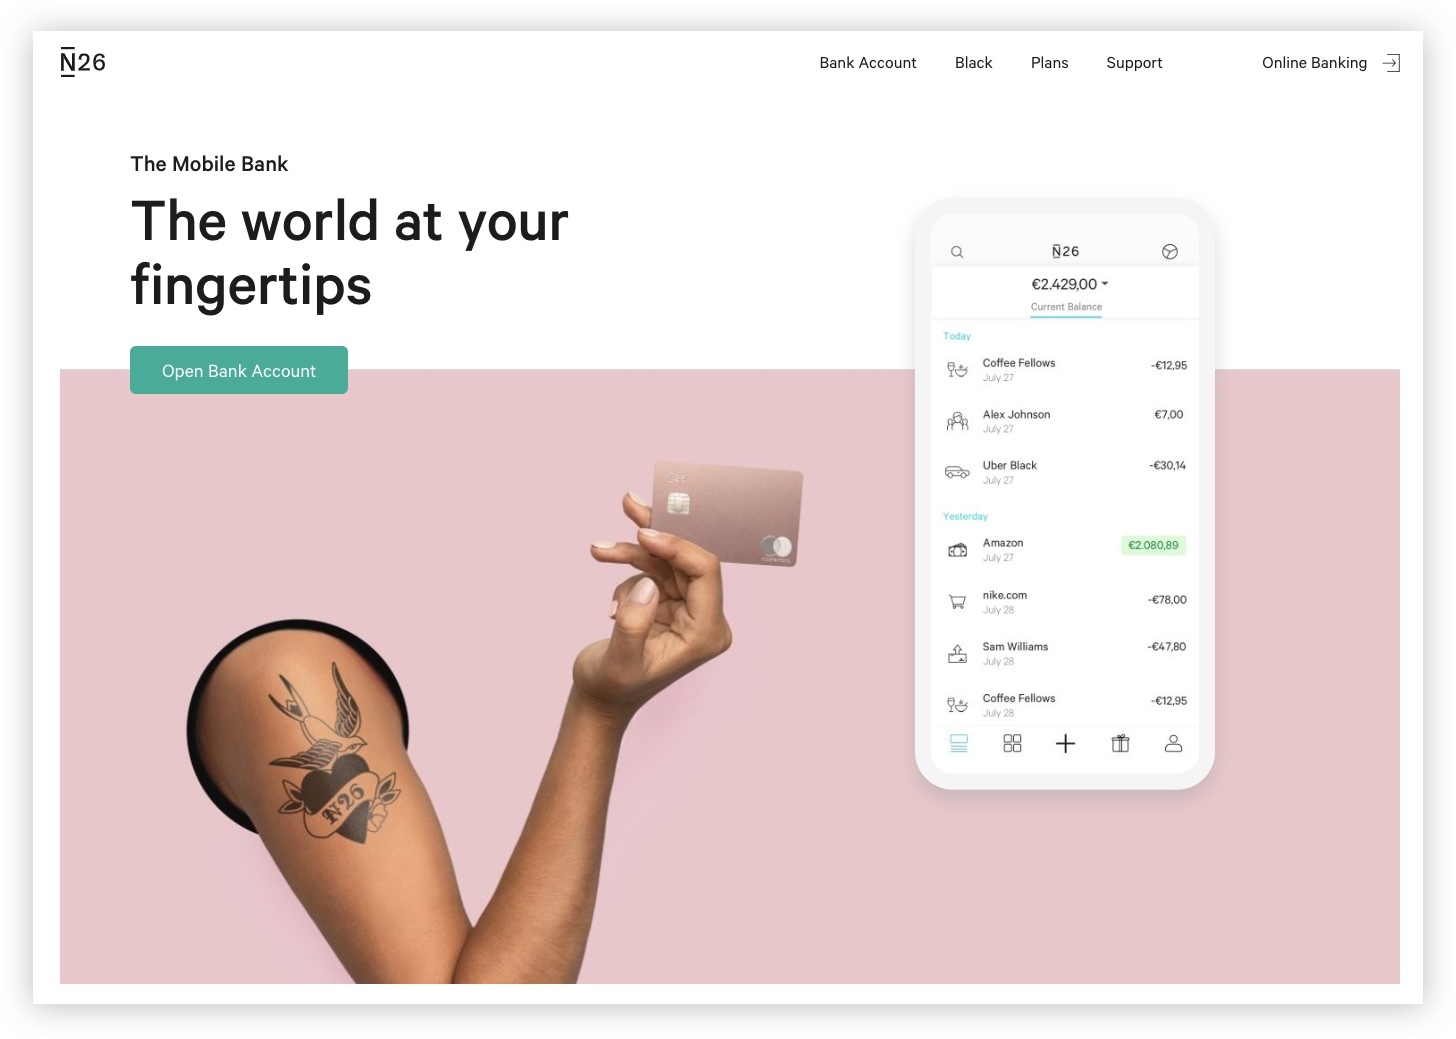 N26
Bank Account
Black
Plans
Support
Online Banking
The Mobile Bank
The world at your
fingertips
Open Bank Account
N26
€2.429,00
Current Balance
Today
Coffee Fellows -€12,95
July 27
Alex Johnson €7,00
July 27
Uber Black -€30,14
July 27
Yesterday
Amazon €2.080,89
July 27
nike.com -€78,00
July 28
Sam Williams -€47,80
July 28
Coffee Fellows -€12,95
July 28
N26